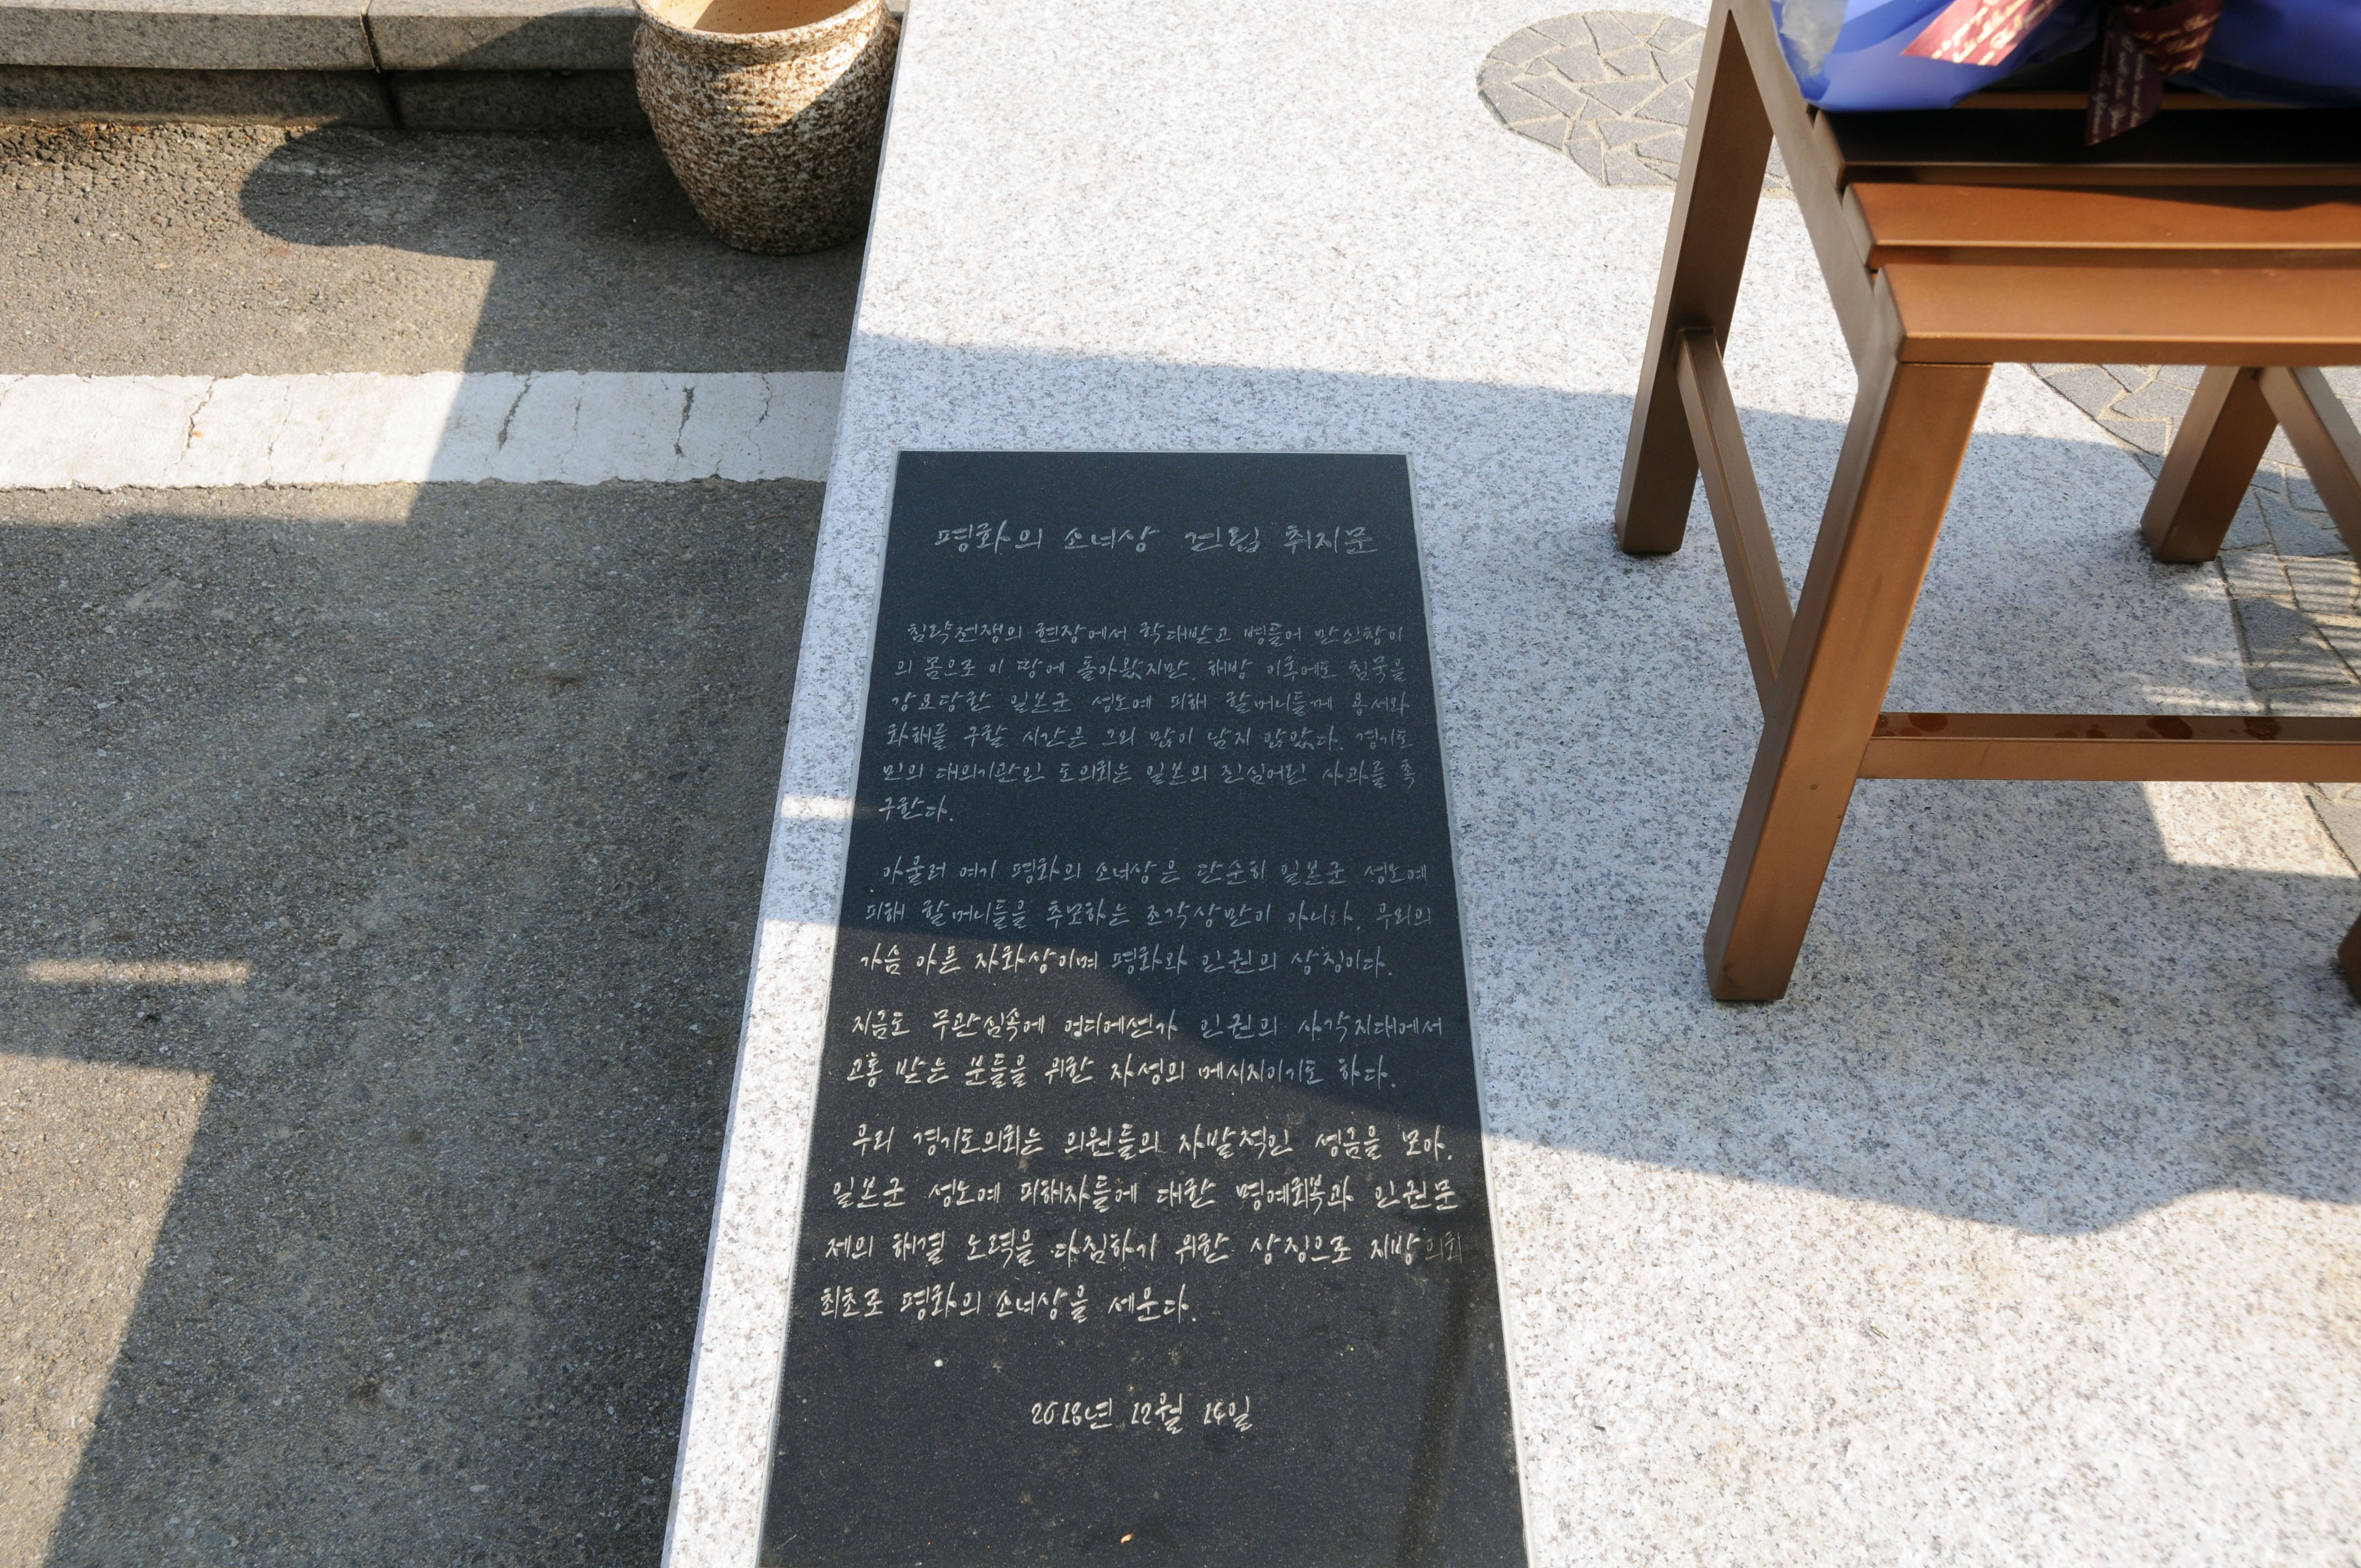 평화의 소녀상 건립 취지문
침략전쟁의 현장에서 학대받고 병들어 만신창이
의 몸으로 이 땅에 돌아왔지만, 해방 이후에도 침묵을
강요당한 일본군 성노예 피해 할머니들께 용서와
화해를 구할 시간은 그리 많이 남지 않았다. 경기도
민의 대의기관인 도의회는 일본의 진심어린 사과를 촉
구한다.
아울러 여기 평화의 소녀상은 단순히 일본군 성노예
피해 할머니들을 추모하는 조각상만이 아니라, 우리의
가슴 아픈 자화상이며 평화와 인권의 상징이다.
지금도 무관심속에 어디에선가 인권의 사각지대에서
고통 받는 분들을 위한 자성의 메시지이기도 하다.
우리 경기도의회는 의원들의 자발적인 성금을 모아,
일본군 성노예 피해자들에 대한 명예회복과 인권문
제의 해결 노력을 다짐하기 위한 상징으로 지방의회
최초로 평화의 소녀상을 세운다.
2018년 12월 14일